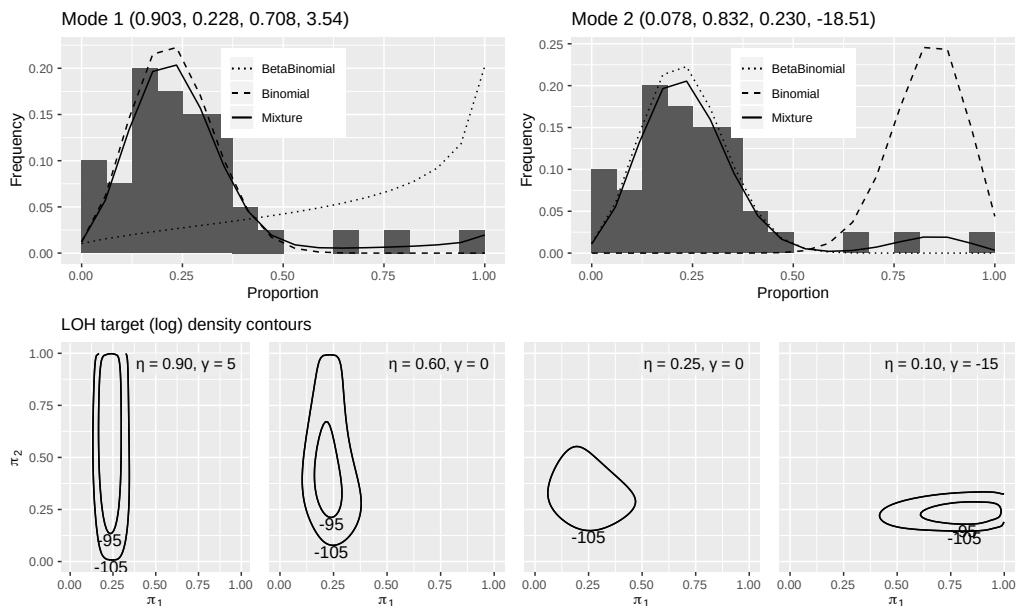 Mode 1 (0.903, 0.228, 0.708, 3.54)
Frequency
0.20
0.15
0.10
0.05
0.00
BetaBinomial
Binomial
Mixture
0.00 0.25 0.50 0.75 1.00
Proportion
Mode 2 (0.078, 0.832, 0.230, -18.51)
Frequency
0.25
0.20
0.15
0.10
0.05
0.00
BetaBinomial
Binomial
Mixture
0.00 0.25 0.50 0.75 1.00
Proportion
LOH target (log) density contours
π2
1.00
0.75
0.50
0.25
0.00
η = 0.90, γ = 5
-95
-105
0.00 0.25 0.50 0.75 1.00
π1
η = 0.60, γ = 0
-95
-105
0.00 0.25 0.50 0.75 1.00
π1
η = 0.25, γ = 0
-105
0.00 0.25 0.50 0.75 1.00
π1
η = 0.10, γ = -15
-95
-105
0.00 0.25 0.50 0.75 1.00
π1